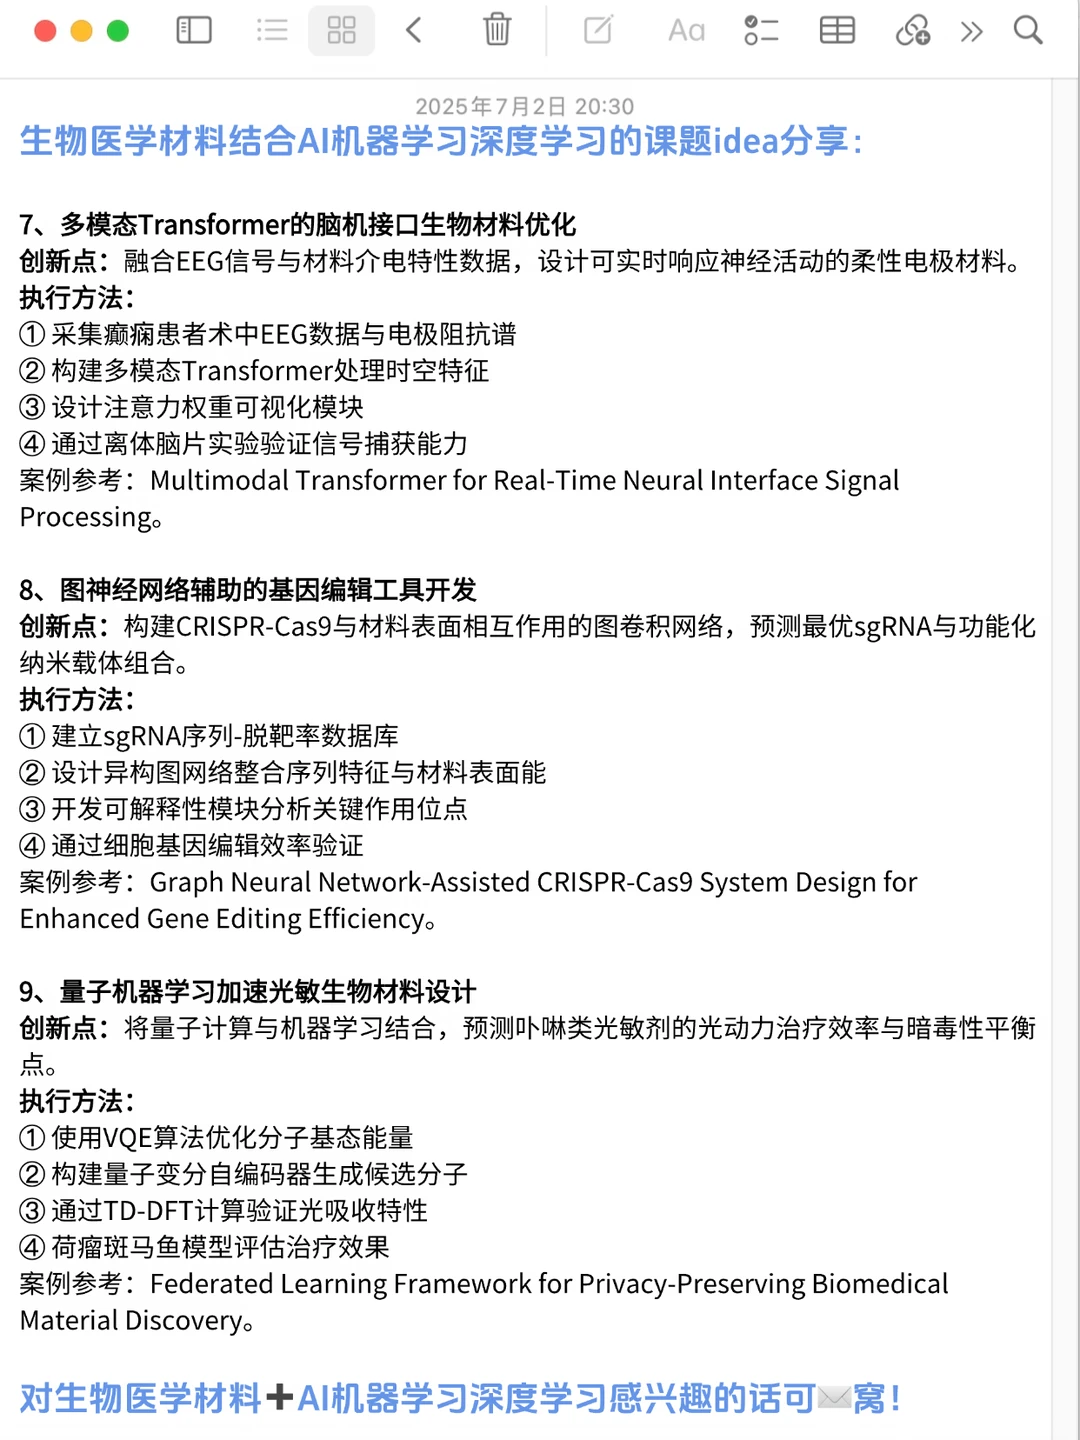 Aa
2025年7月2日 20:30
生物医学材料结合AI机器学习深度学习的课题idea分享：
7、多模态Transformer的脑机接口生物材料优化
创新点：融合EEG信号与材料介电特性数据，设计可实时响应神经活动的柔性电极材料。
执行方法：
① 采集癫痫患者术中EEG数据与电极阻抗谱
② 构建多模态Transformer处理时空特征
③ 设计注意力权重可视化模块
④ 通过离体脑片实验验证信号捕获能力
案例参考：Multimodal Transformer for Real-Time Neural Interface Signal
Processing。
8、图神经网络辅助的基因编辑工具开发
创新点：构建CRISPR-Cas9与材料表面相互作用的图卷积网络，预测最优sgRNA与功能化
纳米载体组合。
执行方法：
① 建立sgRNA序列-脱靶率数据库
② 设计异构图网络整合序列特征与材料表面能
③ 开发可解释性模块分析关键作用位点
④ 通过细胞基因编辑效率验证
案例参考：Graph Neural Network-Assisted CRISPR-Cas9 System Design for
Enhanced Gene Editing Efficiency。
9、量子机器学习加速光敏生物材料设计
创新点：将量子计算与机器学习结合，预测卟啉类光敏剂的光动力治疗效率与暗毒性平衡
点。
执行方法：
① 使用VQE算法优化分子基态能量
② 构建量子变分自编码器生成候选分子
③ 通过TD-DFT计算验证光吸收特性
④ 荷瘤斑马鱼模型评估治疗效果
案例参考：Federated Learning Framework for Privacy-Preserving Biomedical
Material Discovery。
对生物医学材料➕AI机器学习深度学习感兴趣的话可✉️窝！